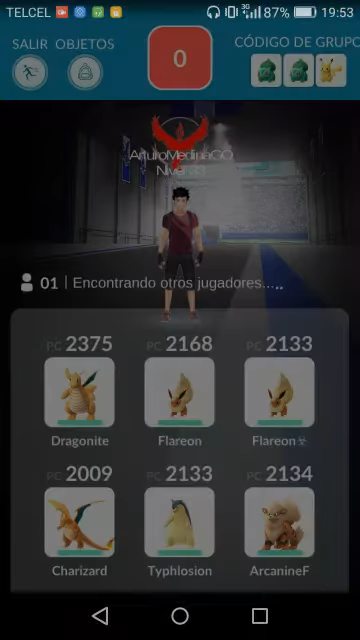 TELCEL 3G 87% 19:53
SALIR OBJETOS 0 CÓDIGO DE GRUPO
ArturoMedinaGO
01 | Encontrando otros jugadores.....
PC 2375 PC 2168 PC 2133
Dragonite Flareon Flareon☣
PC 2009 PC 2133 PC 2134
Charizard Typhlosion ArcanineF